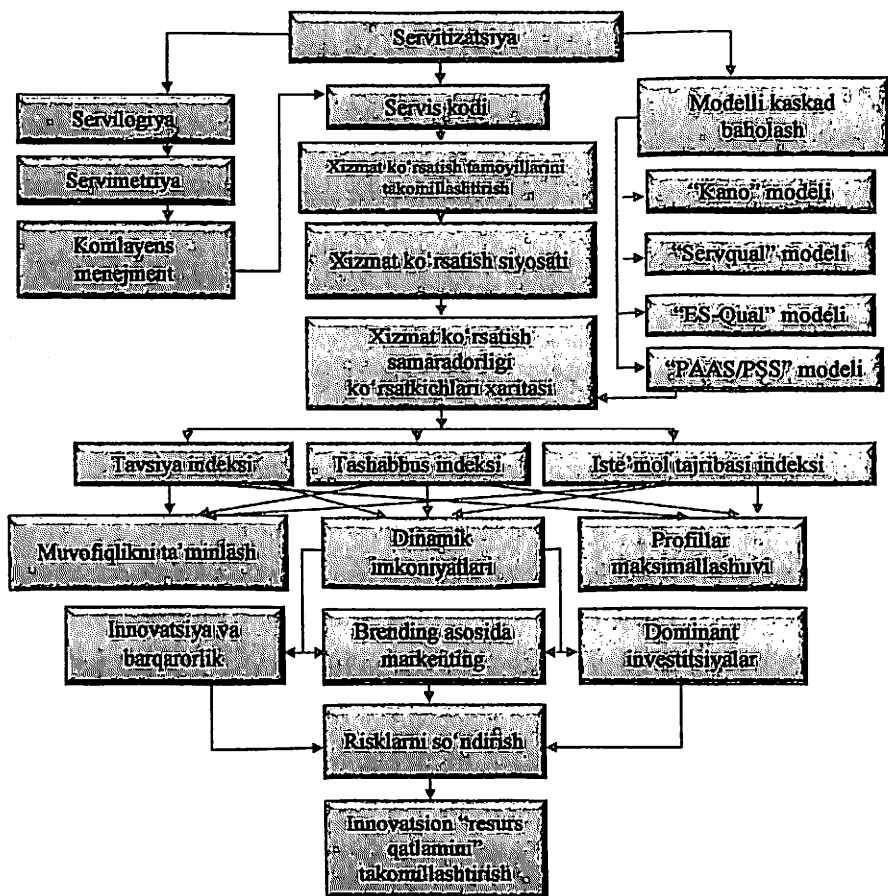 Servitizatsiya
Servilogiya
Servis kodi
Modelli kaskad
baholash
Servimetriya
Xizmat ko‘rsatish tamoyillarini
takomillashtirish
“Kano” modeli
Komlayens
menejment
Xizmat ko‘rsatish siyosati
“Servqual” modeli
“ES-Qual” modeli
Xizmat ko‘rsatish
samaradorligi
ko‘rsatkichlari xaritasi
“PAAS/PSS” modeli
Tavsiya indeksi
Tashabbus indeksi
Iste’mol tajribasi indeksi
Muvofiqlikni ta’minlash
Dinamik
imkoniyatlari
Profillar
maksimallashuvi
Innovatsiya va
barqarorlik
Brending asosida
marketing
Dominant
investitsiyalar
Risklarni so‘ndirish
Innovatsion “resurs
qatlamini”
takomillashtirish